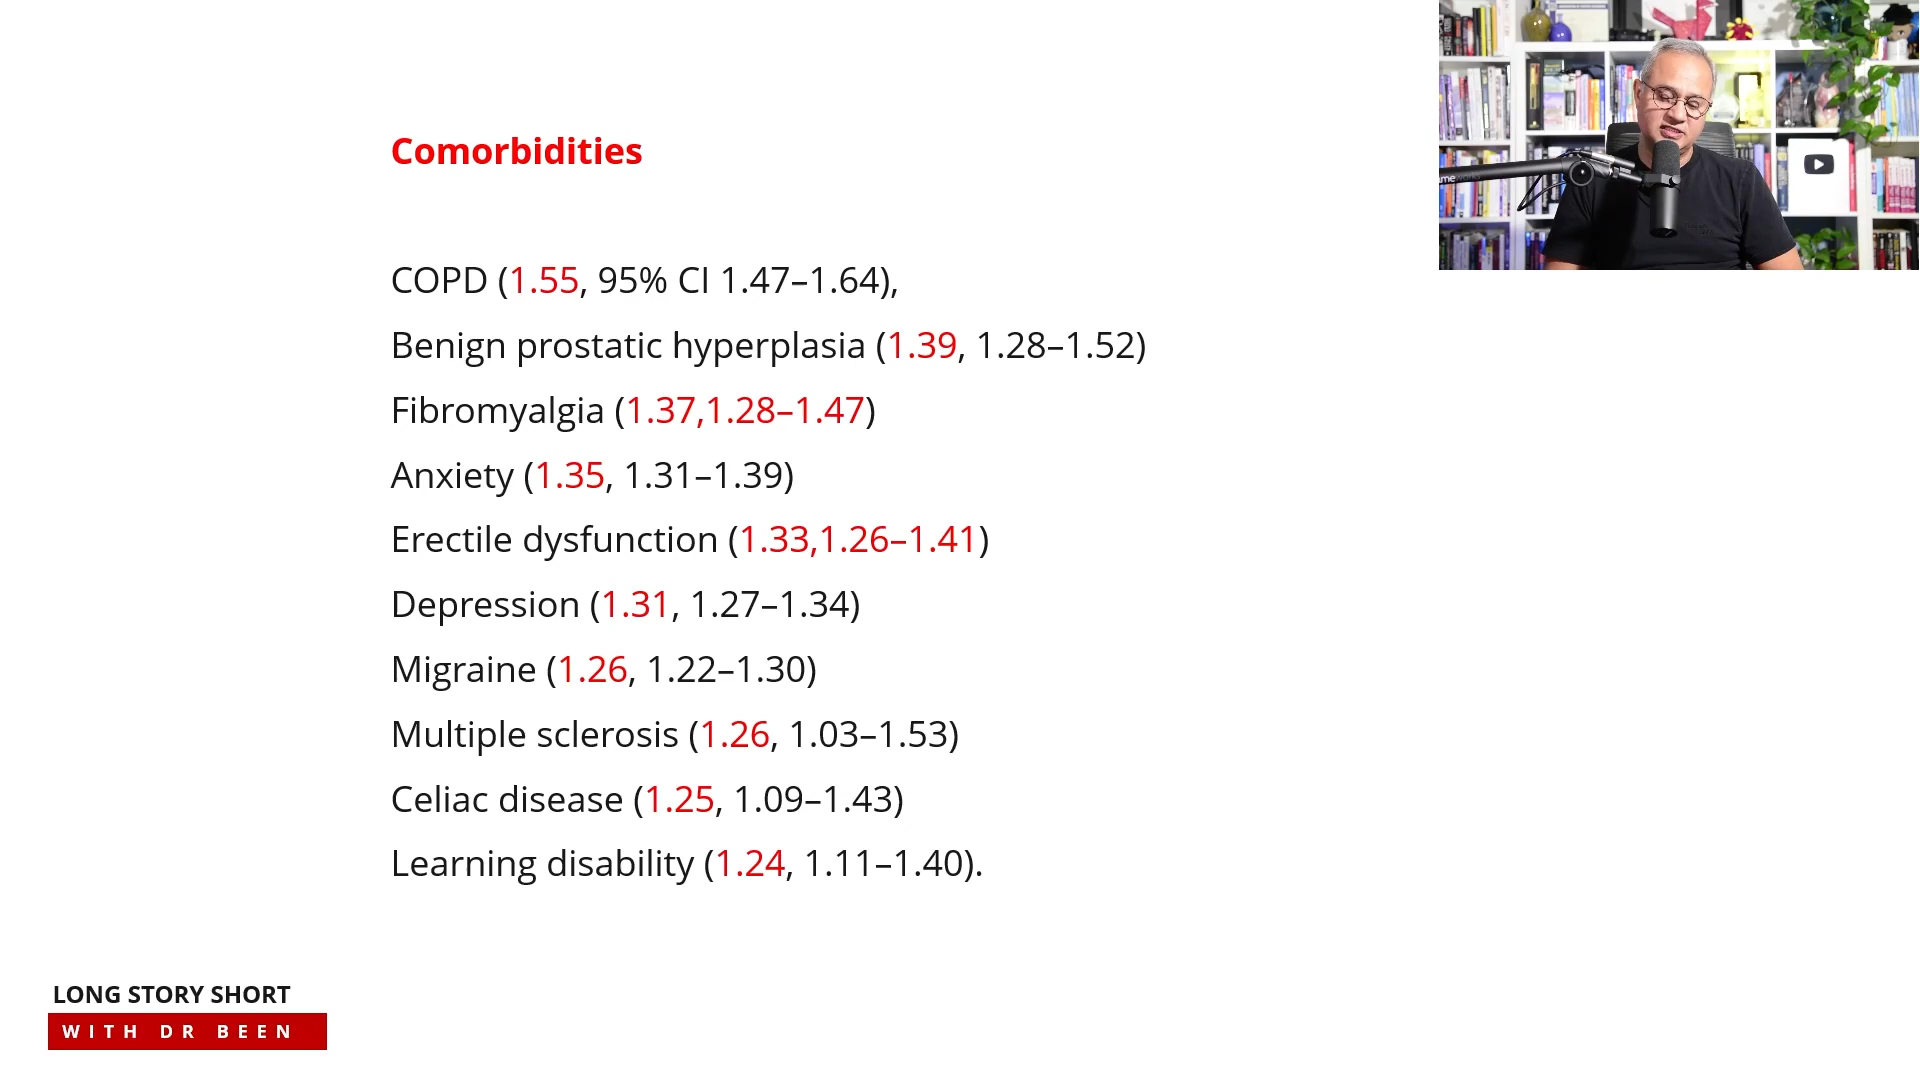 Comorbidities
COPD (1.55, 95% CI 1.47–1.64),
Benign prostatic hyperplasia (1.39, 1.28–1.52)
Fibromyalgia (1.37,1.28–1.47)
Anxiety (1.35, 1.31–1.39)
Erectile dysfunction (1.33,1.26–1.41)
Depression (1.31, 1.27–1.34)
Migraine (1.26, 1.22–1.30)
Multiple sclerosis (1.26, 1.03–1.53)
Celiac disease (1.25, 1.09–1.43)
Learning disability (1.24, 1.11–1.40).
LONG STORY SHORT
WITH DR BEEN